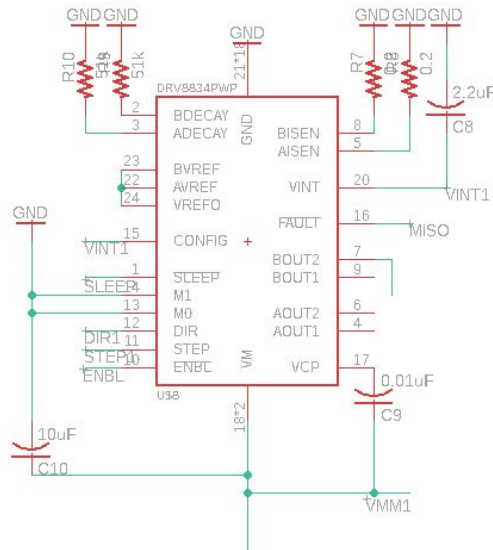 GND GND GND GND GND
GND
R10 51k R7 0.2
DRV8834PWP
21*18
2 BDECAY GND BISEN 8
3 ADECAY AISEN 5
2.2uF
C8
23 BVREF
22 AVREF VINT 20
24 VREFO
VINT1
GND
15 CONFIG FAULT 16
VINT1 MISO
1 SLEEP BOUT2 7
SLEEP
14 M1 BOUT1 9
13 M0 AOUT2 6
12 DIR AOUT1 4
DIR1
11 STEP
STEP1
10 ENBL VM VCP 17
ENBL
0.01uF
C9
18*2
10uF
C10
VMM1